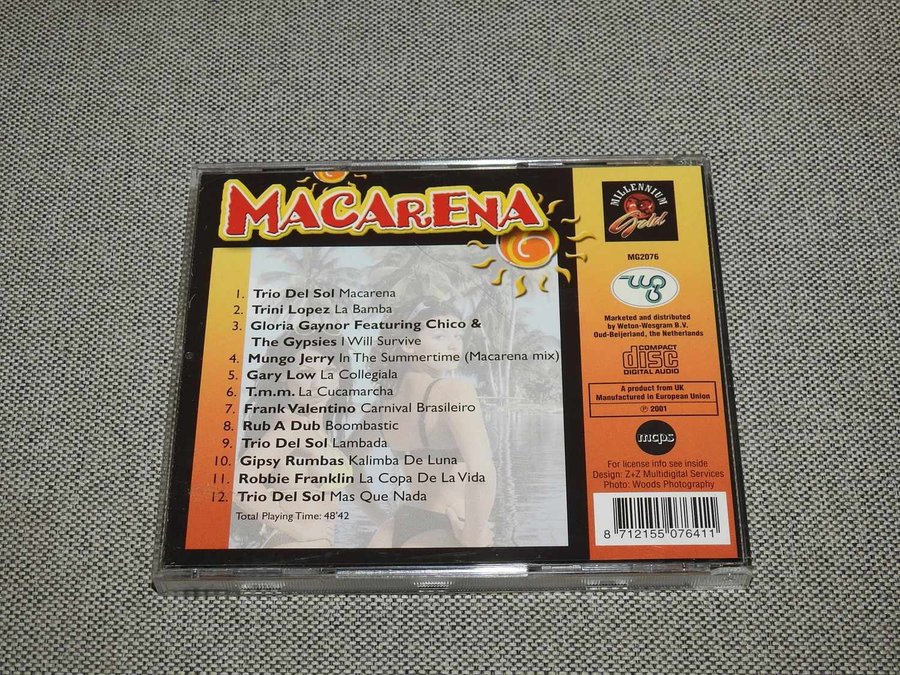 MACARENA
1. Trio Del Sol Macarena
2. Trini Lopez La Bamba
3. Gloria Gaynor Featuring Chico &
The Gypsies I Will Survive
4. Mungo Jerry In The Summertime (Macarena mix)
5. Gary Low La Collegiala
6. T.m.m. La Cucamarcha
7. Frank Valentino Carnival Brasileiro
8. Rub A Dub Boombastic
9. Trio Del Sol Lambada
10. Gipsy Rumbas Kalimba De Luna
11. Robbie Franklin La Copa De La Vida
12. Trio Del Sol Mas Que Nada
Total Playing Time: 48'42
MILLENNIUM
Gold
MG2076
Marketed and distributed
by Weton-Wesgram B.V.
Oud-Beijerland, the Netherlands
COMPACT
disc
DIGITAL AUDIO
A product from UK
Manufactured in European Union
℗ 2001
mcps
For license info see inside
Design: Z+Z Multidigital Services
Photo: Woods Photography
8 712155 076411